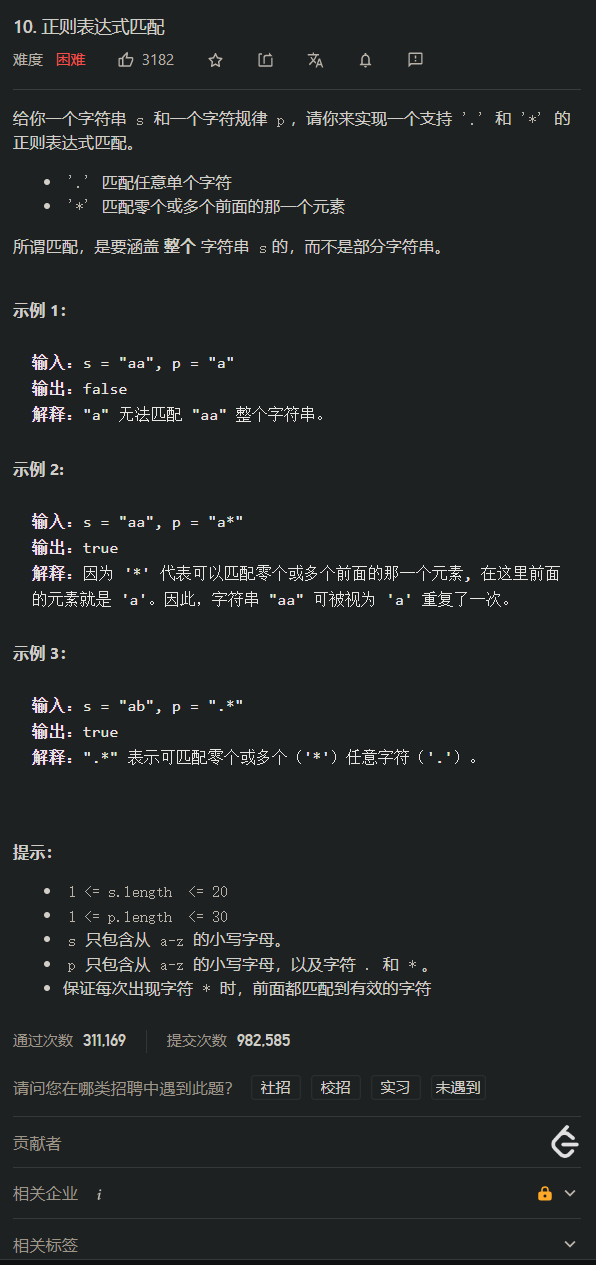 10. 正则表达式匹配
难度 困难 3182
给你一个字符串 s 和一个字符规律 p，请你来实现一个支持 '.' 和 '*' 的
正则表达式匹配。
'.' 匹配任意单个字符
'*' 匹配零个或多个前面的那一个元素
所谓匹配，是要涵盖 整个 字符串 s 的，而不是部分字符串。
示例 1：
输入：s = "aa", p = "a"
输出：false
解释："a" 无法匹配 "aa" 整个字符串。
示例 2:
输入：s = "aa", p = "a*"
输出：true
解释：因为 '*' 代表可以匹配零个或多个前面的那一个元素, 在这里前面
的元素就是 'a'。因此，字符串 "aa" 可被视为 'a' 重复了一次。
示例 3：
输入：s = "ab", p = ".*"
输出：true
解释：".*" 表示可匹配零个或多个（'*'）任意字符（'.'）。
提示：
1 <= s.length <= 20
1 <= p.length <= 30
s 只包含从 a-z 的小写字母。
p 只包含从 a-z 的小写字母，以及字符 . 和 *。
保证每次出现字符 * 时，前面都匹配到有效的字符
通过次数 311,169 提交次数 982,585
请问您在哪类招聘中遇到此题？ 社招 校招 实习 未遇到
贡献者
相关企业 i
相关标签